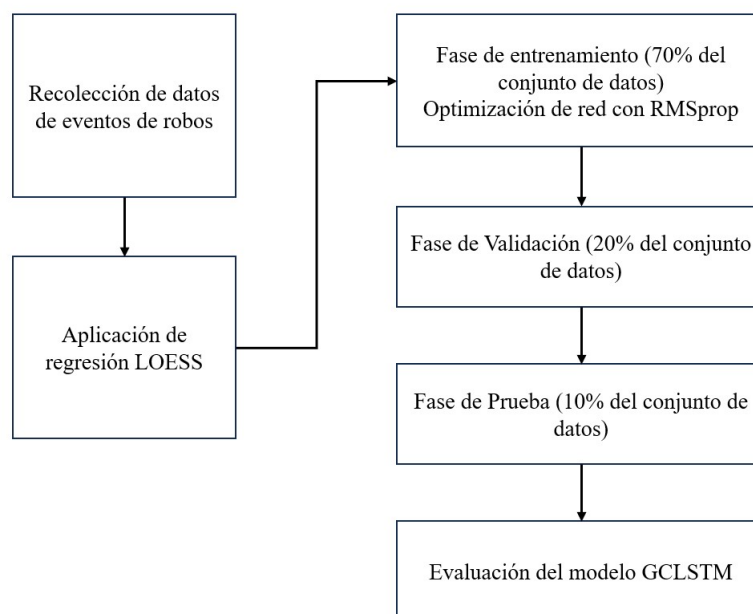 Recolección de datos
de eventos de robos
Aplicación de
regresión LOESS
Fase de entrenamiento (70% del
conjunto de datos)
Optimización de red con RMSprop
Fase de Validación (20% del conjunto
de datos)
Fase de Prueba (10% del conjunto de
datos)
Evaluación del modelo GCLSTM